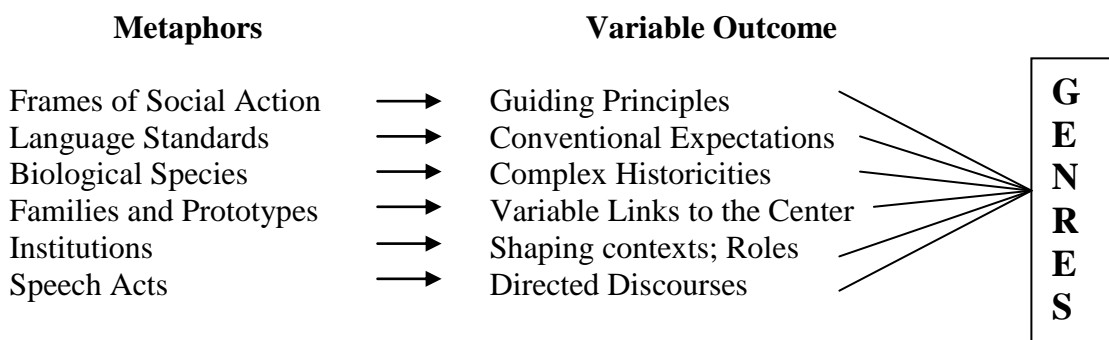 Metaphors Variable Outcome
Frames of Social Action Guiding Principles
Language Standards Conventional Expectations
Biological Species Complex Historicities
Families and Prototypes Variable Links to the Center
Institutions Shaping contexts; Roles
Speech Acts Directed Discourses
G
E
N
R
E
S